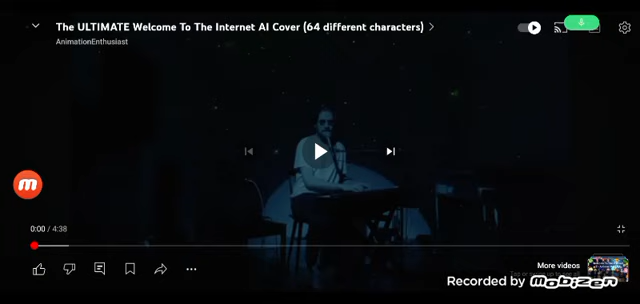 The ULTIMATE Welcome To The Internet AI Cover (64 different characters)
AnimationEnthusiast
m
0:00 / 4:38
More videos
Recorded by mobizen